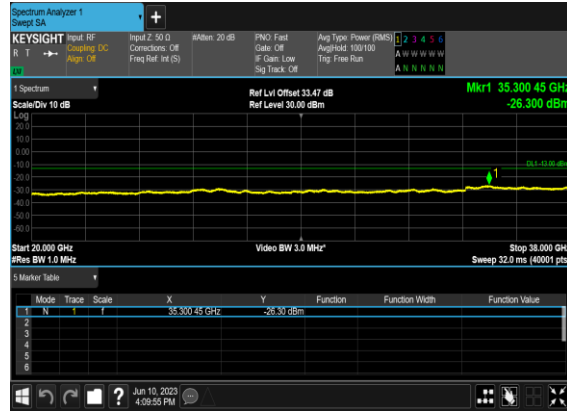 Spectrum Analyzer 1
Swept SA
+
KEYSIGHT Input: RF Input Z: 50 Ω #Atten: 20 dB PNO: Fast Avg Type: Power (RMS) 1 2 3 4 5 6
R T Coupling: DC Corrections: Off Gate: Off Avg|Hold: 100/100 A W W W W W
Align: Off Freq Ref: Int (S) IF Gain: Low Trig: Free Run
Sig Track: Off A N N N N N
1 Spectrum Ref Lvl Offset 33.47 dB Mkr1 35.300 45 GHz
Scale/Div 10 dB Ref Level 30.00 dBm -26.300 dBm
Log
20.0
10.0
0.00
-10.0
DL1 -13.00 dBm
1
-20.0
-30.0
-40.0
-50.0
-60.0
Start 20.000 GHz Video BW 3.0 MHz* Stop 38.000 GHz
#Res BW 1.0 MHz Sweep 32.0 ms (40001 pts)
5 Marker Table
Mode Trace Scale X Y Function Function Width Function Value
1 N 1 f 35.300 45 GHz -26.30 dBm
2
3
4
5
6
? Jun 10, 2023
4:09:55 PM